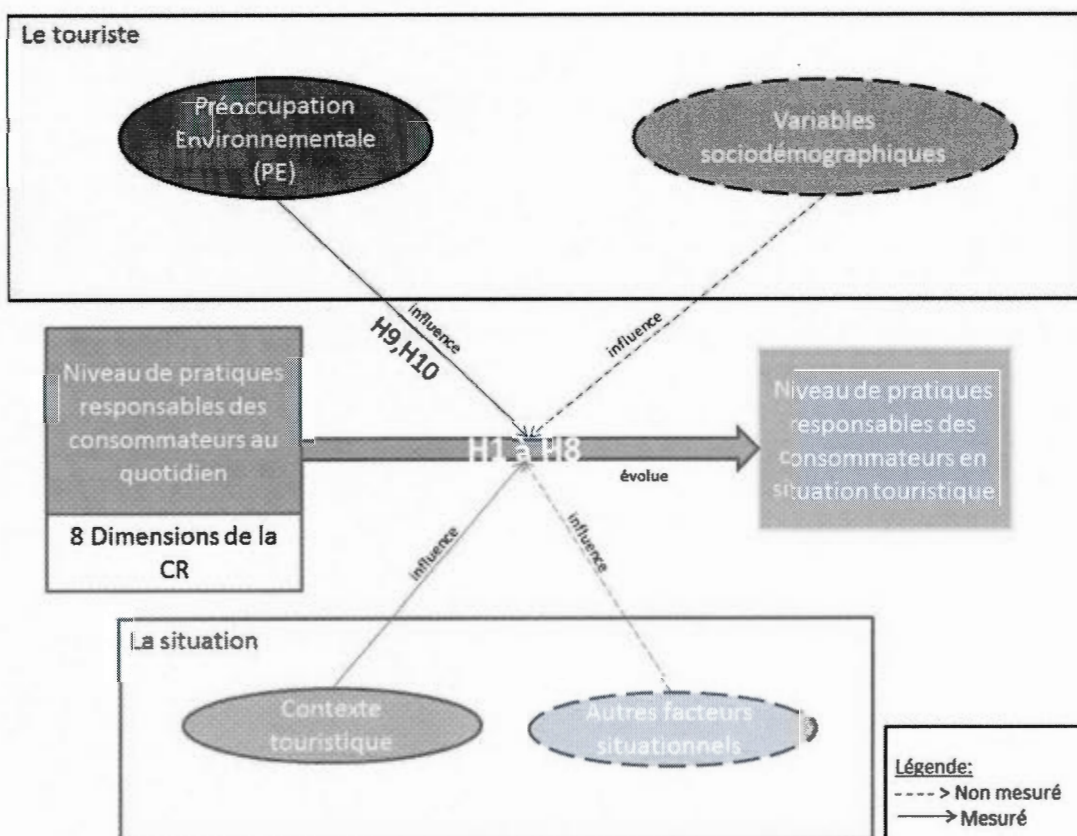 Le touriste
Préoccupation
Environnementale
(PE)
Variables
sociodémographiques
influence
H9,H10
influence
Niveau de pratiques
responsables des
consommateurs au
quotidien
8 Dimensions de la
CR
H1 à H8
évolue
Niveau de pratiques
responsables des
consommateurs en
situation touristique
influence
influence
La situation
Contexte
touristique
Autres facteurs
situationnels
Légende:
Non mesuré
Mesuré